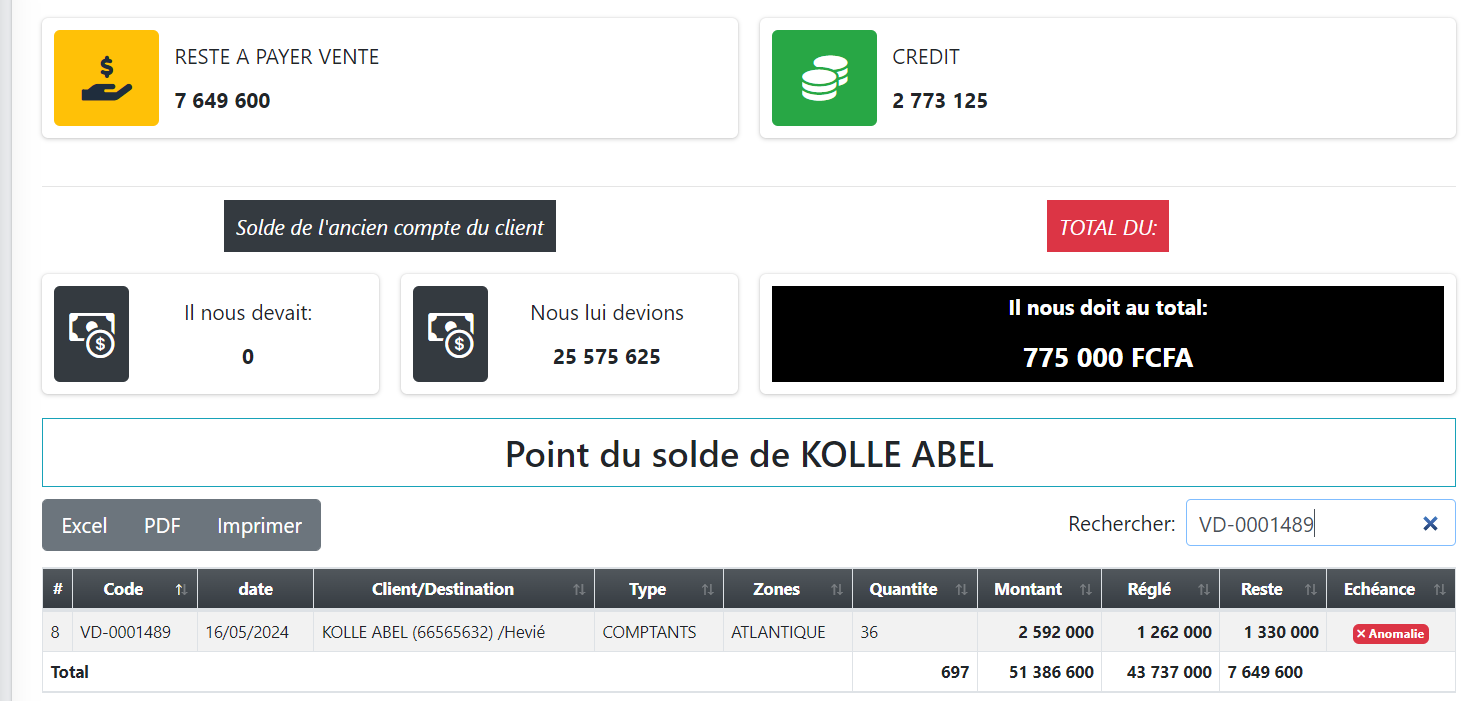 RESTE A PAYER VENTE
7 649 600
CREDIT
2 773 125
Solde de l'ancien compte du client
TOTAL DU:
Il nous devait:
0
Nous lui devions
25 575 625
Il nous doit au total:
775 000 FCFA
Point du solde de KOLLE ABEL
Excel PDF Imprimer
Rechercher: VD-0001489
# Code date Client/Destination Type Zones Quantite Montant Réglé Reste Echéance
8 VD-0001489 16/05/2024 KOLLE ABEL (66565632) /Hevié COMPTANTS ATLANTIQUE 36 2 592 000 1 262 000 1 330 000 Anomalie
Total 697 51 386 600 43 737 000 7 649 600